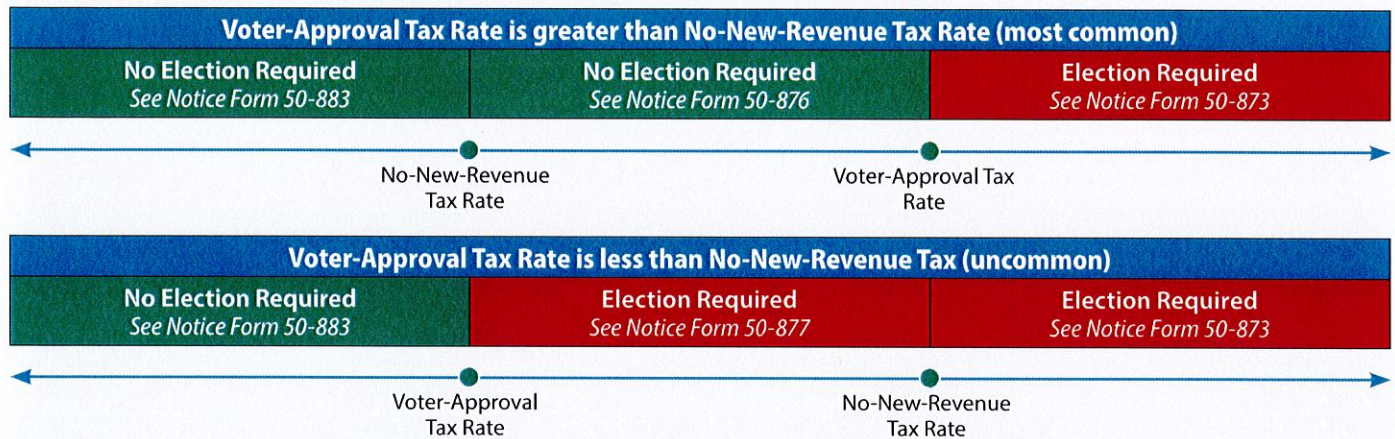 Voter-Approval Tax Rate is greater than No-New-Revenue Tax Rate (most common)
No Election Required
See Notice Form 50-883
No Election Required
See Notice Form 50-876
Election Required
See Notice Form 50-873
No-New-Revenue
Tax Rate
Voter-Approval Tax
Rate
Voter-Approval Tax Rate is less than No-New-Revenue Tax (uncommon)
No Election Required
See Notice Form 50-883
Election Required
See Notice Form 50-877
Election Required
See Notice Form 50-873
Voter-Approval
Tax Rate
No-New-Revenue
Tax Rate